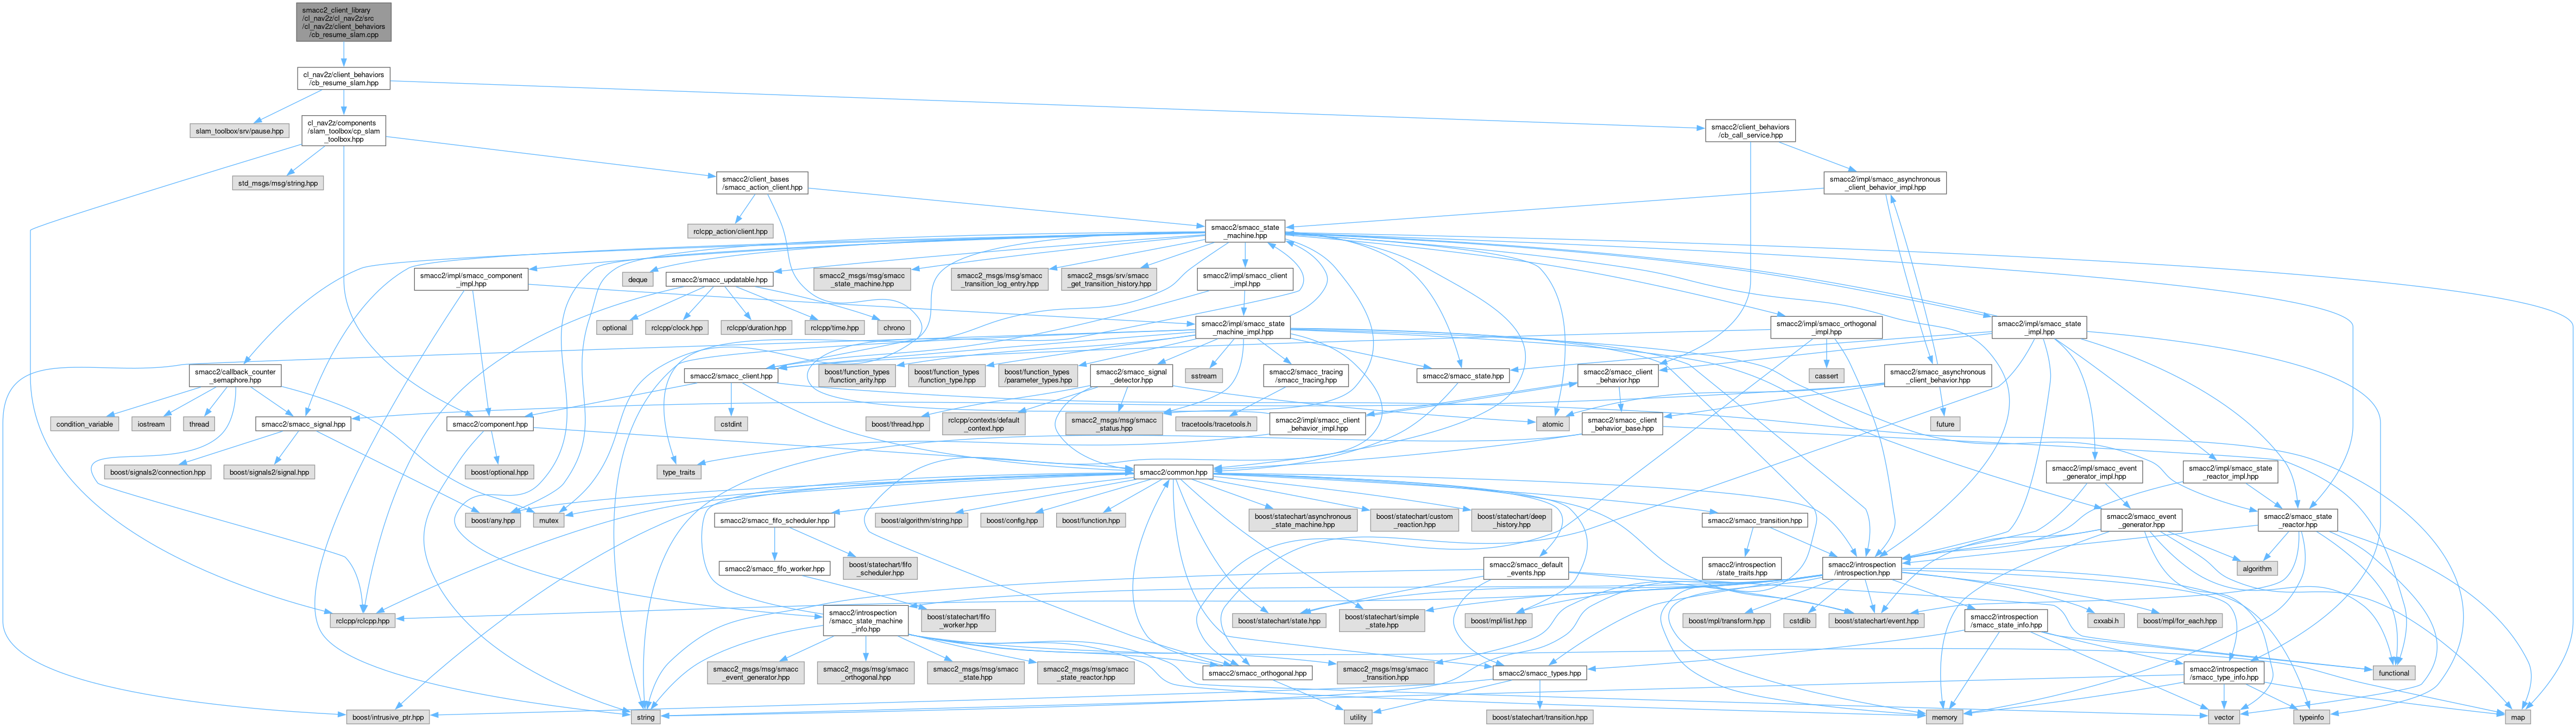 smacc2_client_library
/cl_nav2z/cl_nav2z/src
/cl_nav2z/client_behaviors
/cb_resume_slam.cpp
cl_nav2z/client_behaviors
/cb_resume_slam.hpp
slam_toolbox/srv/pause.hpp
cl_nav2z/components
/slam_toolbox/cp_slam
_toolbox.hpp
smacc2/client_behaviors
/cb_call_service.hpp
std_msgs/msg/string.hpp
smacc2/client_bases
/smacc_action_client.hpp
smacc2/impl/smacc_asynchronous
_client_behavior_impl.hpp
rclcpp_action/client.hpp
smacc2/smacc_state
_machine.hpp
smacc2/impl/smacc_component
_impl.hpp
deque
smacc2/smacc_updatable.hpp
smacc2_msgs/msg/smacc
_state_machine.hpp
smacc2_msgs/msg/smacc
_transition_log_entry.hpp
smacc2_msgs/srv/smacc
_get_transition_history.hpp
smacc2/impl/smacc_client
_impl.hpp
optional
rclcpp/clock.hpp
rclcpp/duration.hpp
rclcpp/time.hpp
chrono
smacc2/impl/smacc_state
_machine_impl.hpp
smacc2/impl/smacc_orthogonal
_impl.hpp
smacc2/impl/smacc_state
_impl.hpp
smacc2/callback_counter
_semaphore.hpp
smacc2/smacc_client.hpp
boost/function_types
/function_arity.hpp
boost/function_types
/function_type.hpp
boost/function_types
/parameter_types.hpp
smacc2/smacc_signal
_detector.hpp
sstream
smacc2/smacc_tracing
/smacc_tracing.hpp
smacc2/smacc_state.hpp
smacc2/smacc_client
_behavior.hpp
cassert
smacc2/smacc_asynchronous
_client_behavior.hpp
condition_variable
iostream
thread
smacc2/smacc_signal.hpp
smacc2/component.hpp
cstdint
boost/thread.hpp
rclcpp/contexts/default
_context.hpp
smacc2_msgs/msg/smacc
_status.hpp
tracetools/tracetools.h
smacc2/impl/smacc_client
_behavior_impl.hpp
atomic
smacc2/smacc_client
_behavior_base.hpp
future
boost/signals2/connection.hpp
boost/signals2/signal.hpp
boost/optional.hpp
type_traits
smacc2/common.hpp
smacc2/impl/smacc_event
_generator_impl.hpp
smacc2/impl/smacc_state
_reactor_impl.hpp
boost/any.hpp
mutex
smacc2/smacc_fifo_scheduler.hpp
boost/algorithm/string.hpp
boost/config.hpp
boost/function.hpp
boost/statechart/asynchronous
_state_machine.hpp
boost/statechart/custom
_reaction.hpp
boost/statechart/deep
_history.hpp
smacc2/smacc_transition.hpp
smacc2/smacc_event
_generator.hpp
smacc2/smacc_state
_reactor.hpp
smacc2/smacc_fifo_worker.hpp
boost/statechart/fifo
_scheduler.hpp
smacc2/smacc_default
_events.hpp
smacc2/introspection
/state_traits.hpp
smacc2/introspection
/introspection.hpp
algorithm
rclcpp/rclcpp.hpp
smacc2/introspection
/smacc_state_machine
_info.hpp
boost/statechart/fifo
_worker.hpp
boost/statechart/state.hpp
boost/statechart/simple
_state.hpp
boost/mpl/list.hpp
boost/mpl/transform.hpp
cstdlib
boost/statechart/event.hpp
smacc2/introspection
/smacc_state_info.hpp
cxxabi.h
boost/mpl/for_each.hpp
smacc2_msgs/msg/smacc
_event_generator.hpp
smacc2_msgs/msg/smacc
_orthogonal.hpp
smacc2_msgs/msg/smacc
_state.hpp
smacc2_msgs/msg/smacc
_state_reactor.hpp
smacc2/smacc_orthogonal.hpp
smacc2_msgs/msg/smacc
_transition.hpp
smacc2/smacc_types.hpp
smacc2/introspection
/smacc_type_info.hpp
functional
boost/intrusive_ptr.hpp
string
utility
boost/statechart/transition.hpp
memory
vector
typeinfo
map